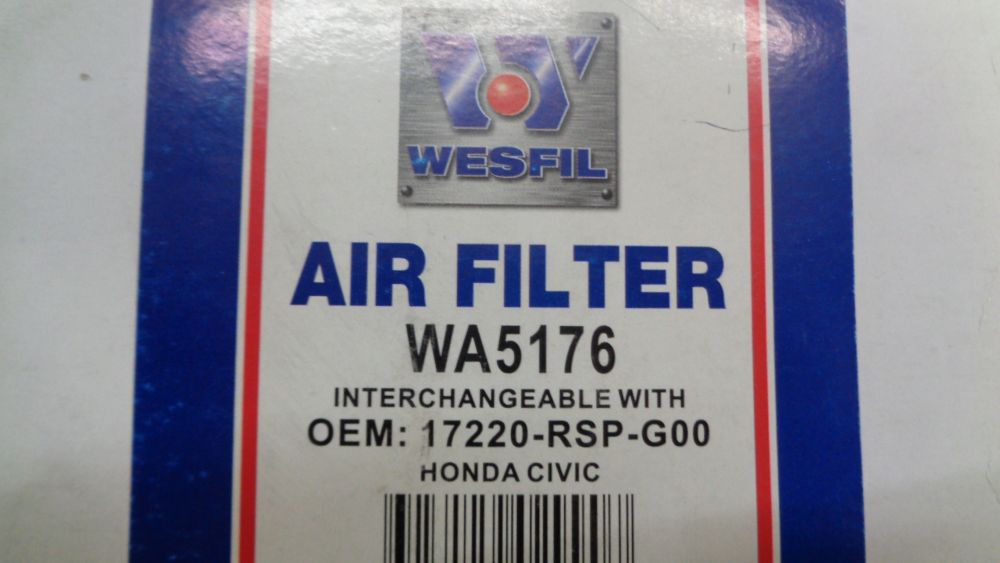 WESFIL
AIR FILTER
WA5176
INTERCHANGEABLE WITH
OEM: 17220-RSP-G00
HONDA CIVIC